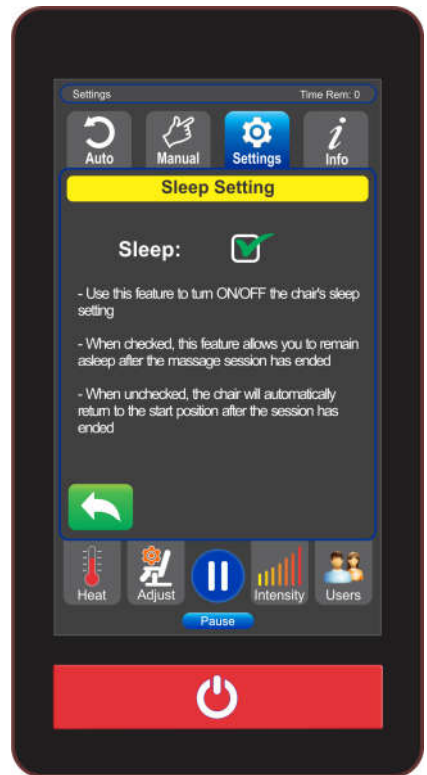 Settings Time Rem: 0
Auto Manual Settings Info
Sleep Setting
Sleep:
- Use this feature to turn ON/OFF the chair's sleep
setting
- When checked, this feature allows you to remain
asleep after the massage session has ended
- When unchecked, the chair will automatically
return to the start position after the session has
ended
Heat Adjust Intensity Users
Pause